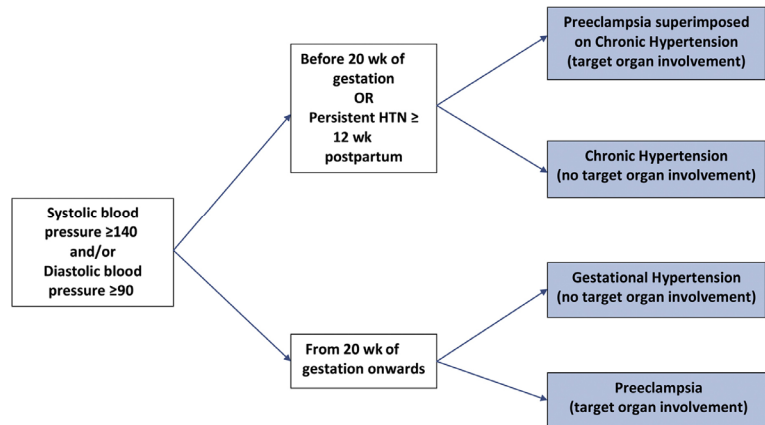 Systolic blood
pressure ≥140
and/or
Diastolic blood
pressure ≥90
Before 20 wk of
gestation
OR
Persistent HTN ≥
12 wk
postpartum
From 20 wk of
gestation onwards
Preeclampsia superimposed
on Chronic Hypertension
(target organ involvement)
Chronic Hypertension
(no target organ involvement)
Gestational Hypertension
(no target organ involvement)
Preeclampsia
(target organ involvement)